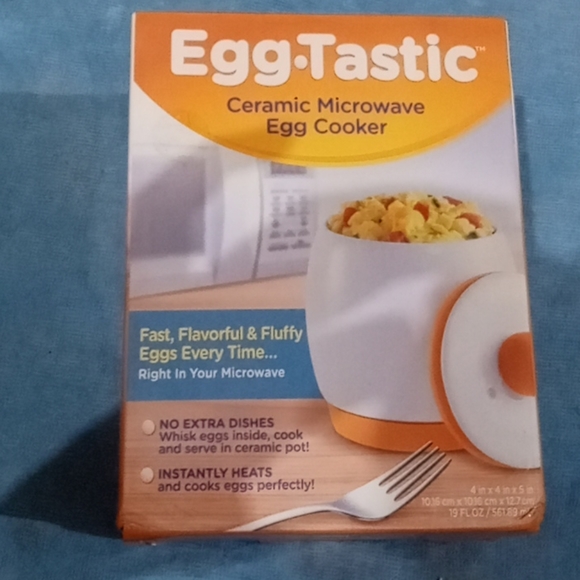 Egg·Tastic™
Ceramic Microwave
Egg Cooker
Fast, Flavorful & Fluffy
Eggs Every Time...
Right In Your Microwave
NO EXTRA DISHES
Whisk eggs inside, cook
and serve in ceramic pot!
INSTANTLY HEATS
and cooks eggs perfectly!
4 in x 4 in x 5 in
10.16 cm x 10.16 cm x 12.7 cm
19 FL OZ /